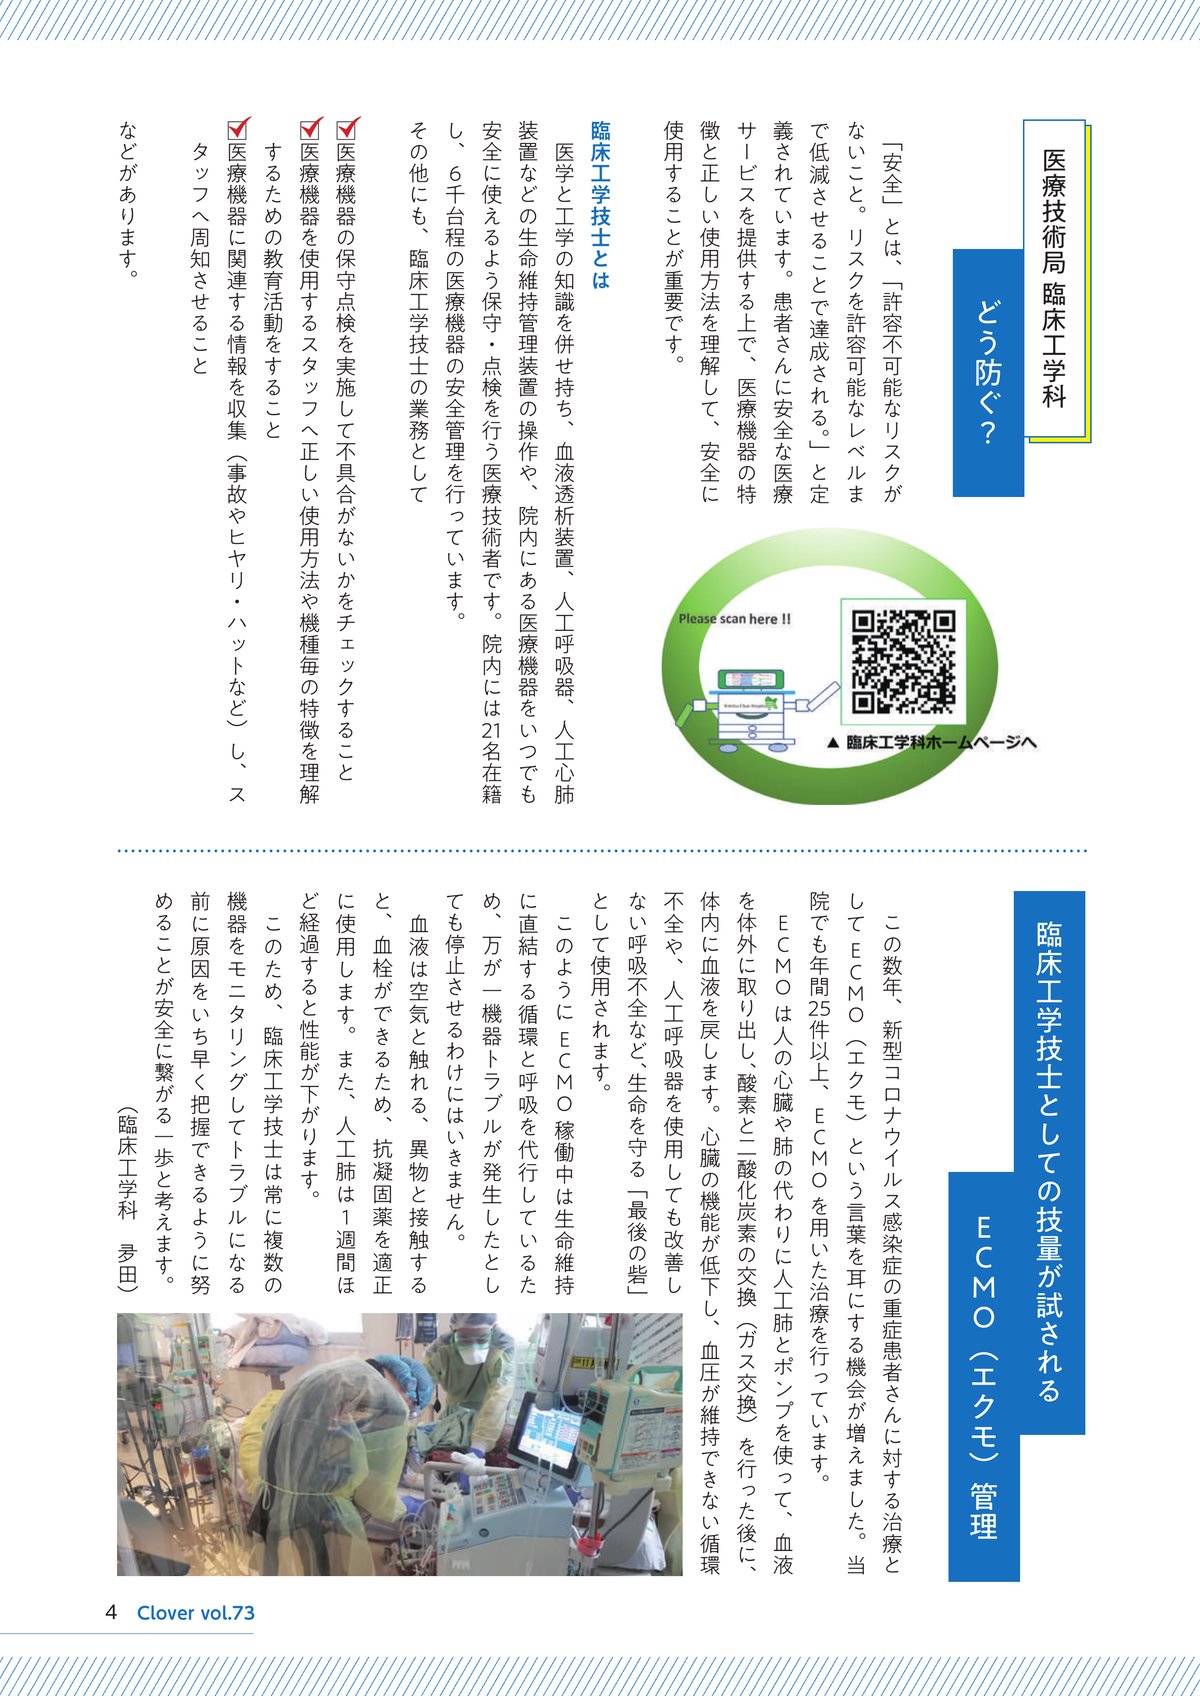 医療技術局 臨床工学科
どう防ぐ？
「安全」とは、「許容不可能なリスクが
ないこと。リスクを許容可能なレベルま
で低減させることで達成される。」と定
義されています。患者さんに安全な医療
サービスを提供する上で、医療機器の特
徴と正しい使用方法を理解して、安全に
使用することが重要です。
Please scan here !!
▲ 臨床工学科ホームページへ
臨床工学技士とは
医学と工学の知識を併せ持ち、血液透析装置、人工呼吸器、人工心肺
装置などの生命維持管理装置の操作や、院内にある医療機器をいつでも
安全に使えるよう保守・点検を行う医療技術者です。院内には21名在籍
し、6千台程の医療機器の安全管理を行っています。
その他にも、臨床工学技士の業務として
医療機器の保守点検を実施して不具合がないかをチェックすること
医療機器を使用するスタッフへ正しい使用方法や機種毎の特徴を理解
するための教育活動をすること
医療機器に関連する情報を収集（事故やヒヤリ・ハットなど）し、ス
タッフへ周知させること
などがあります。
臨床工学技士としての技量が試される
ECMO（エクモ）管理
この数年、新型コロナウイルス感染症の重症患者さんに対する治療と
してECMO（エクモ）という言葉を耳にする機会が増えました。当
院でも年間25件以上、ECMOを用いた治療を行っています。
ECMOは人の心臓や肺の代わりに人工肺とポンプを使って、血液
を体外に取り出し、酸素と二酸化炭素の交換（ガス交換）を行った後に、
体内に血液を戻します。心臓の機能が低下し、血圧が維持できない循環
不全や、人工呼吸器を使用しても改善し
ない呼吸不全など、生命を守る「最後の砦」
として使用されます。
このようにECMO稼働中は生命維持
に直結する循環と呼吸を代行しているた
め、万が一機器トラブルが発生したとし
ても停止させるわけにはいきません。
血液は空気と触れる、異物と接触する
と、血栓ができるため、抗凝固薬を適正
に使用します。また、人工肺は1週間ほ
ど経過すると性能が下がります。
このため、臨床工学技士は常に複数の
機器をモニタリングしてトラブルになる
前に原因をいち早く把握できるように努
めることが安全に繋がる一歩と考えます。
（臨床工学科　夛田）
4 Clover vol.73